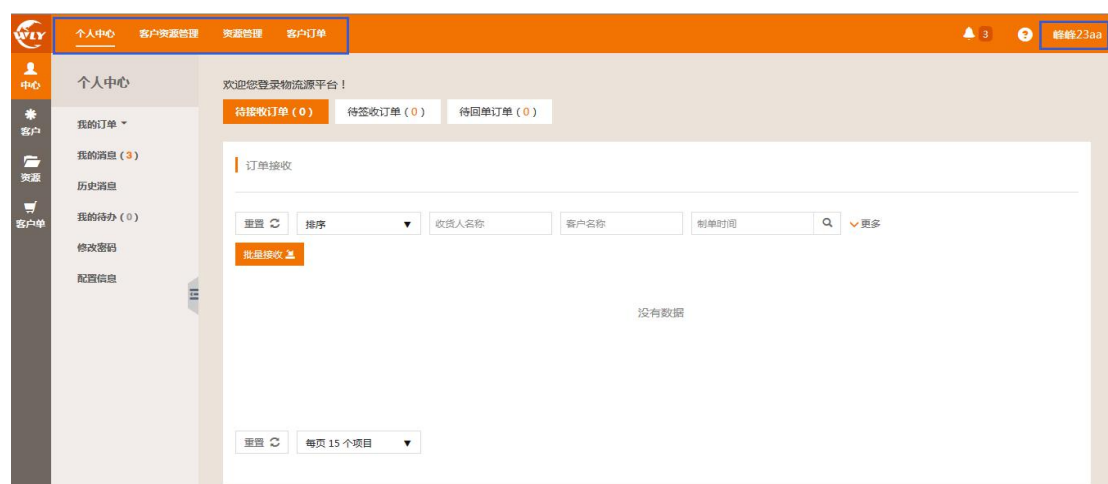 WLY
个人中心 客户资源管理 资源管理 客户订单 3 ? 蜂蜂23aa
中心
客户
资源
客户单
个人中心
我的订单
我的消息(3)
历史消息
我的待办(0)
修改密码
配置信息
欢迎您登录物流源平台!
待接收订单(0) 待签收订单(0) 待回单订单(0)
订单接收
重置 排序 收货人名称 客户名称 制单时间 更多
批量接收
没有数据
重置 每页 15 个项目